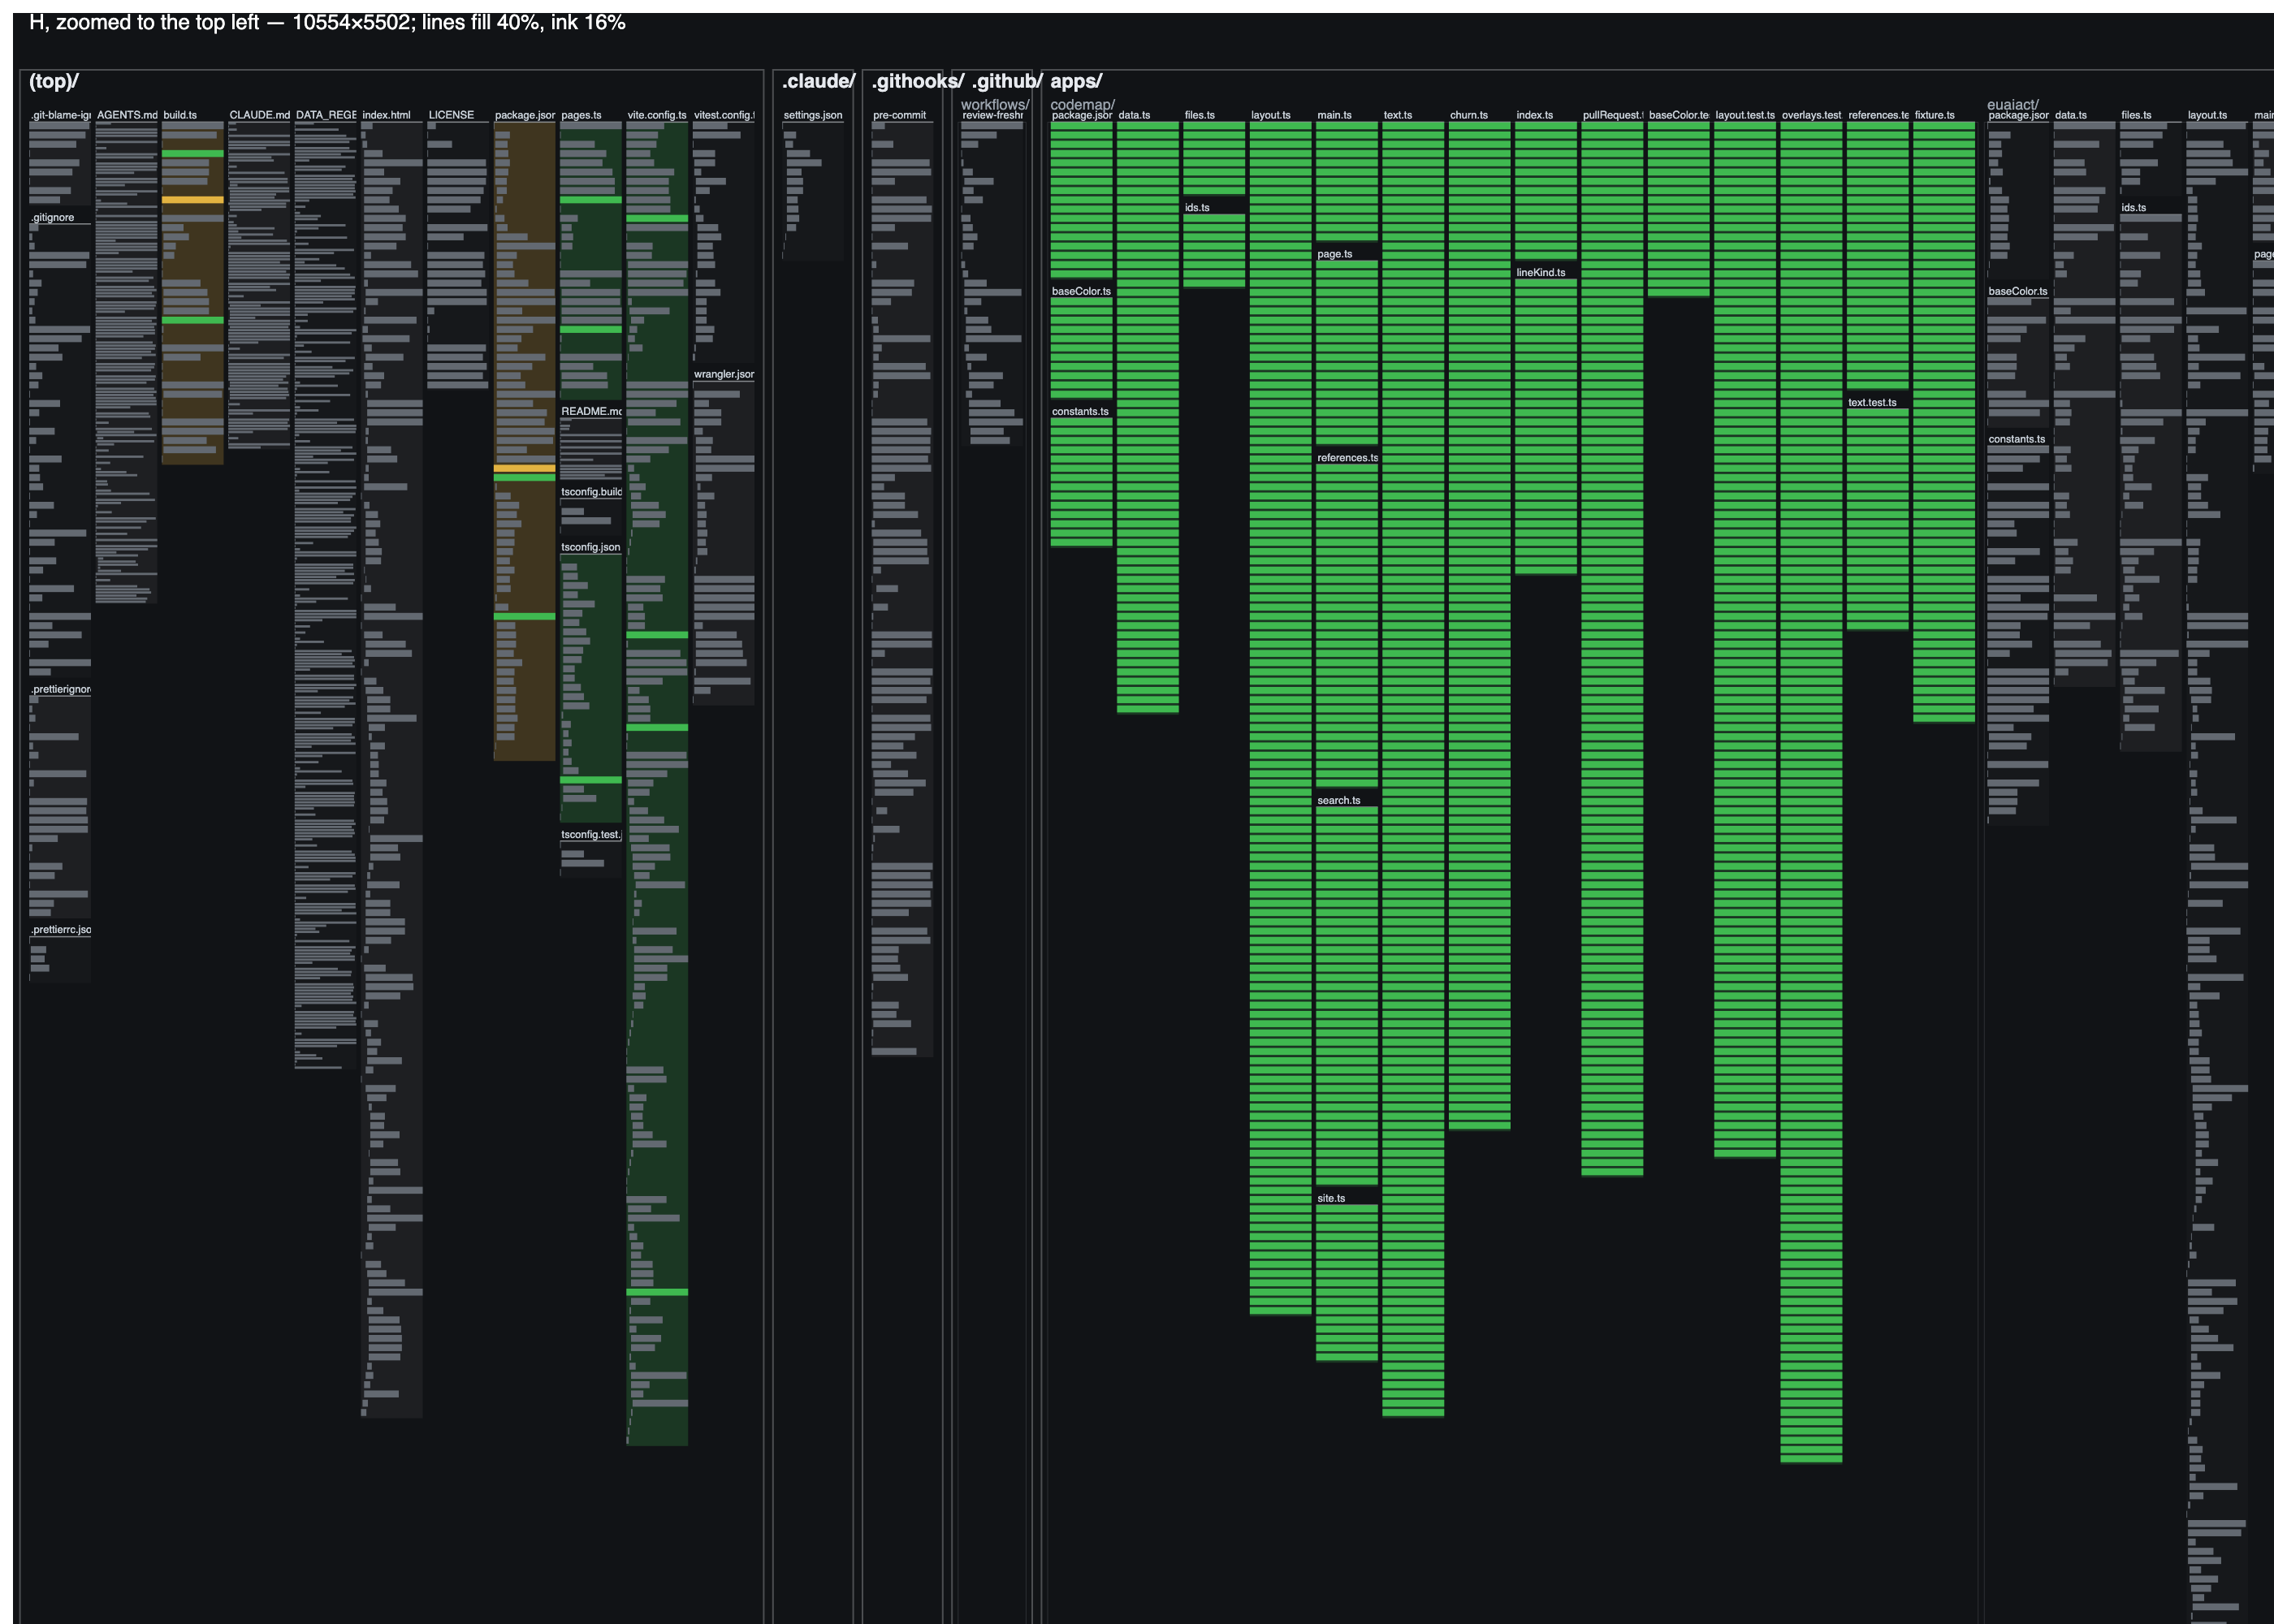 H, zoomed to the top left — 10554×5502; lines fill 40%, ink 16%
(top)/
.claude/
.githooks/
.github/
apps/
workflows/
codemap/
euaiact/
.git-blame-ig
AGENTS.md
build.ts
CLAUDE.md
DATA_REGE
index.html
LICENSE
package.jsor
pages.ts
vite.config.ts
vitest.config.
settings.json
pre-commit
review-freshr
package.jsor
data.ts
files.ts
layout.ts
main.ts
text.ts
churn.ts
index.ts
pullRequest.
baseColor.te
layout.test.ts
overlays.test
references.te
fixture.ts
package.jsor
data.ts
files.ts
layout.ts
main
ids.ts
ids.ts
.gitignore
page.ts
page
lineKind.ts
baseColor.ts
baseColor.ts
wrangler.jsor
text.test.ts
README.mc
constants.ts
constants.ts
references.ts
tsconfig.build
tsconfig.json
.prettierignor
search.ts
tsconfig.test.
.prettierrc.jso
site.ts